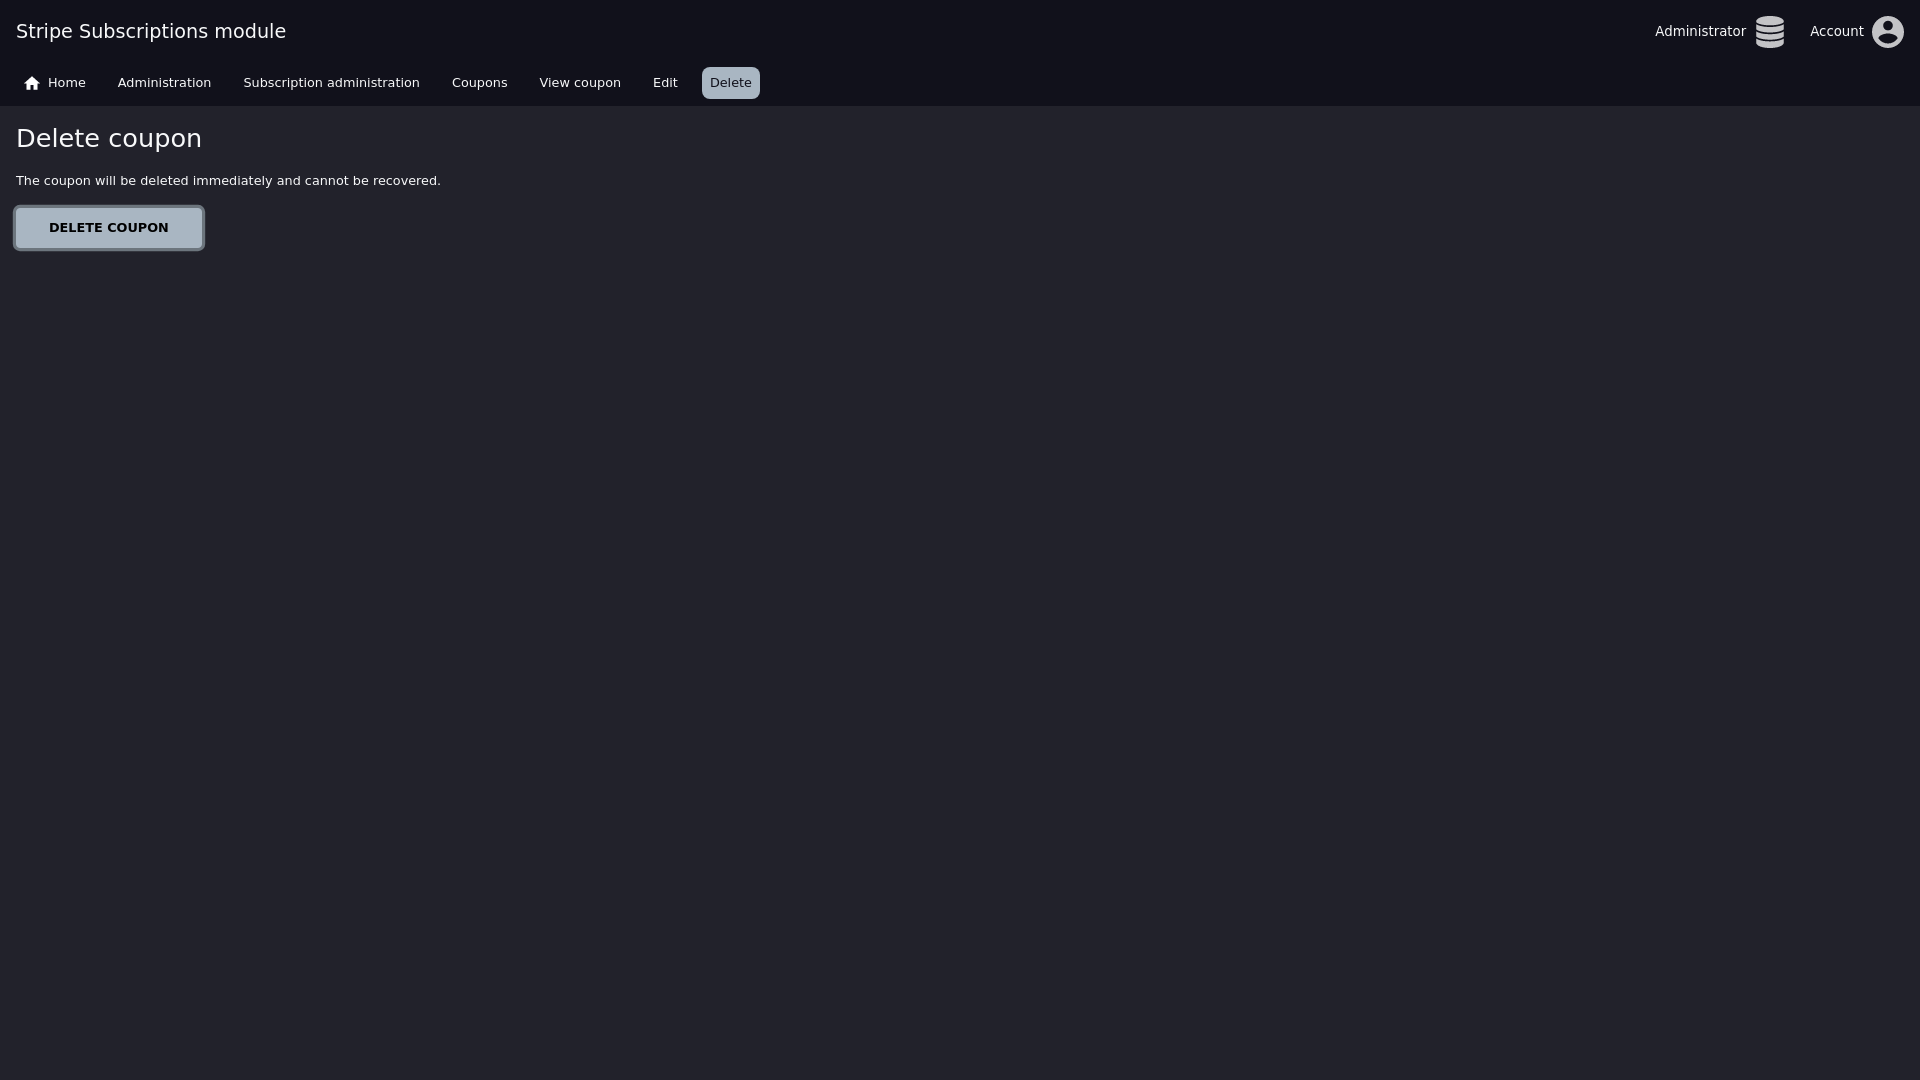 Stripe Subscriptions module
Administrator
Account
Home
Administration
Subscription administration
Coupons
View coupon
Edit
Delete
Delete coupon
The coupon will be deleted immediately and cannot be recovered.
DELETE COUPON